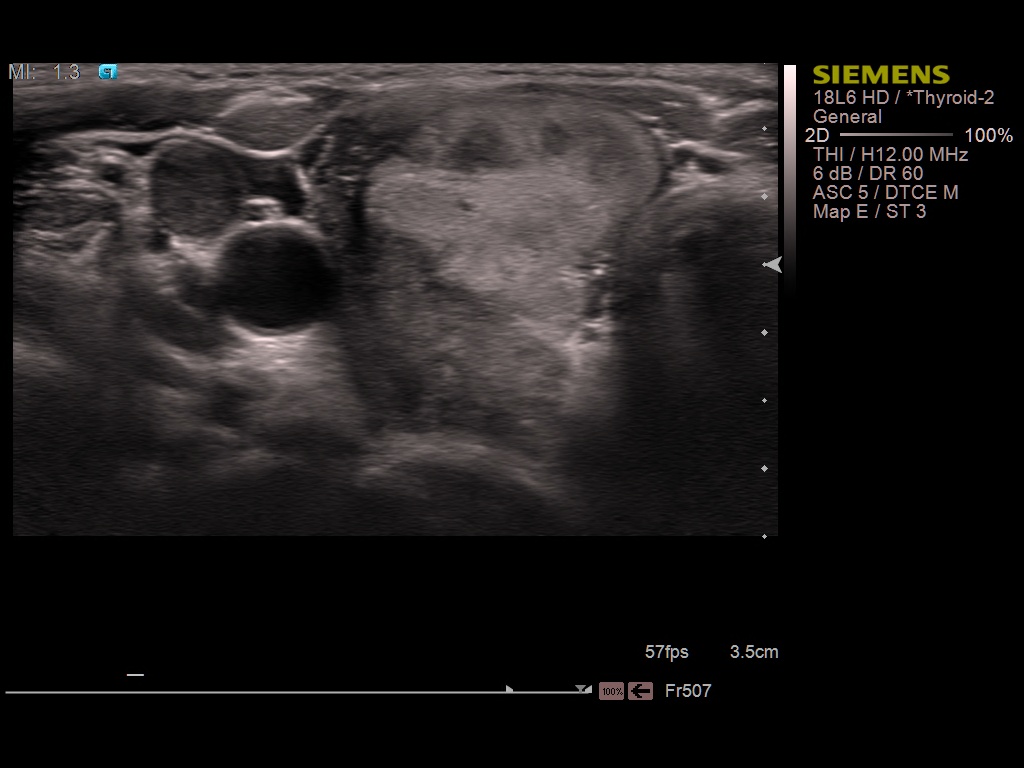 MI: 1.3
SIEMENS
18L6 HD / *Thyroid-2
General
2D 100%
THI / H12.00 MHz
6 dB / DR 60
ASC 5 / DTCE M
Map E / ST 3
57fps 3.5cm
100% Fr507